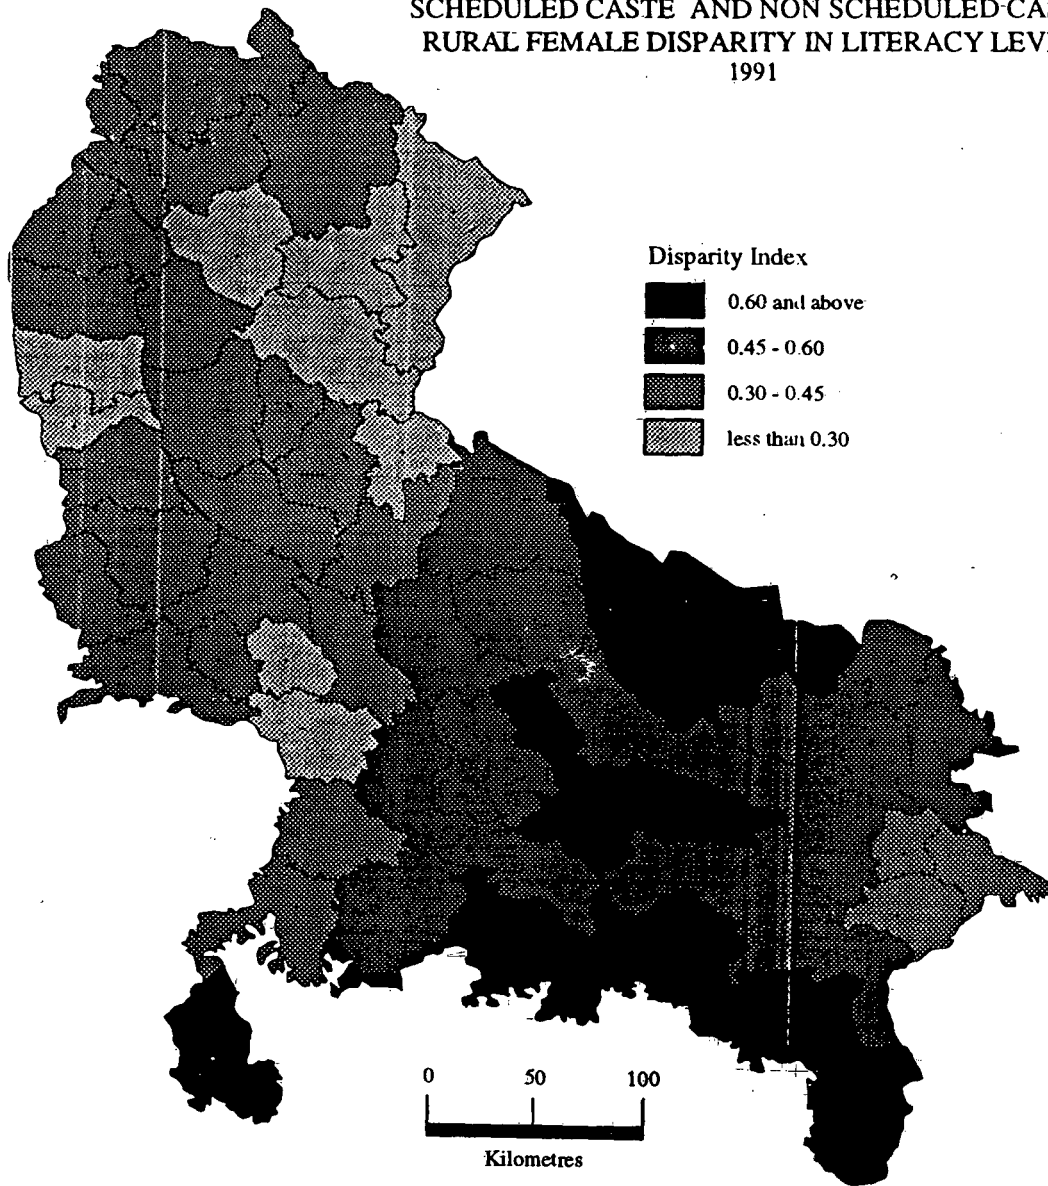 SCHEDULED CASTE AND NON SCHEDULED CAS
RURAL FEMALE DISPARITY IN LITERACY LEV
1991
Disparity Index
0.60 and above
0.45 - 0.60
0.30 - 0.45
less than 0.30
0 50 100
Kilometres